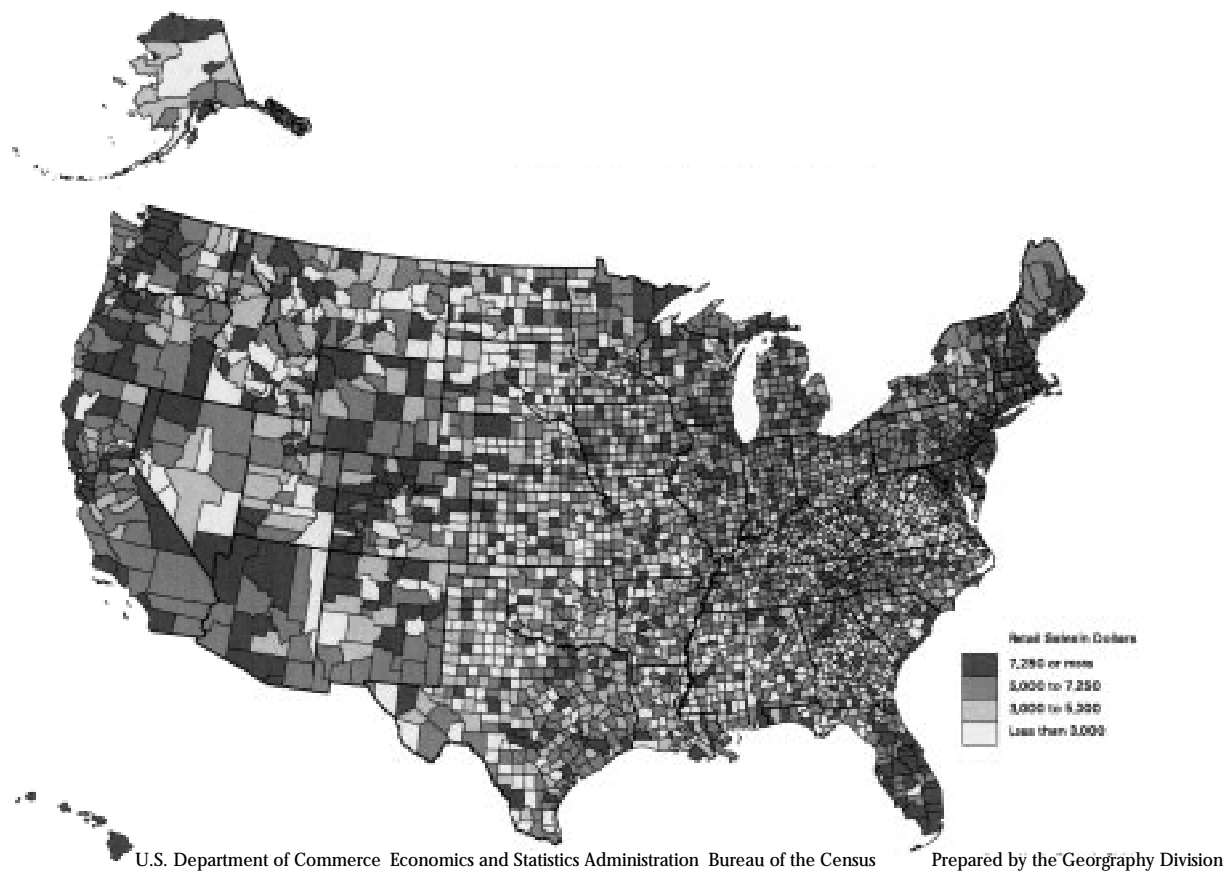 Retail Sales in Dollars
7,250 or more
5,000 to 7,250
3,000 to 5,000
Less than 3,000
U.S. Department of Commerce Economics and Statistics Administration Bureau of the Census Prepared by the Georgraphy Division